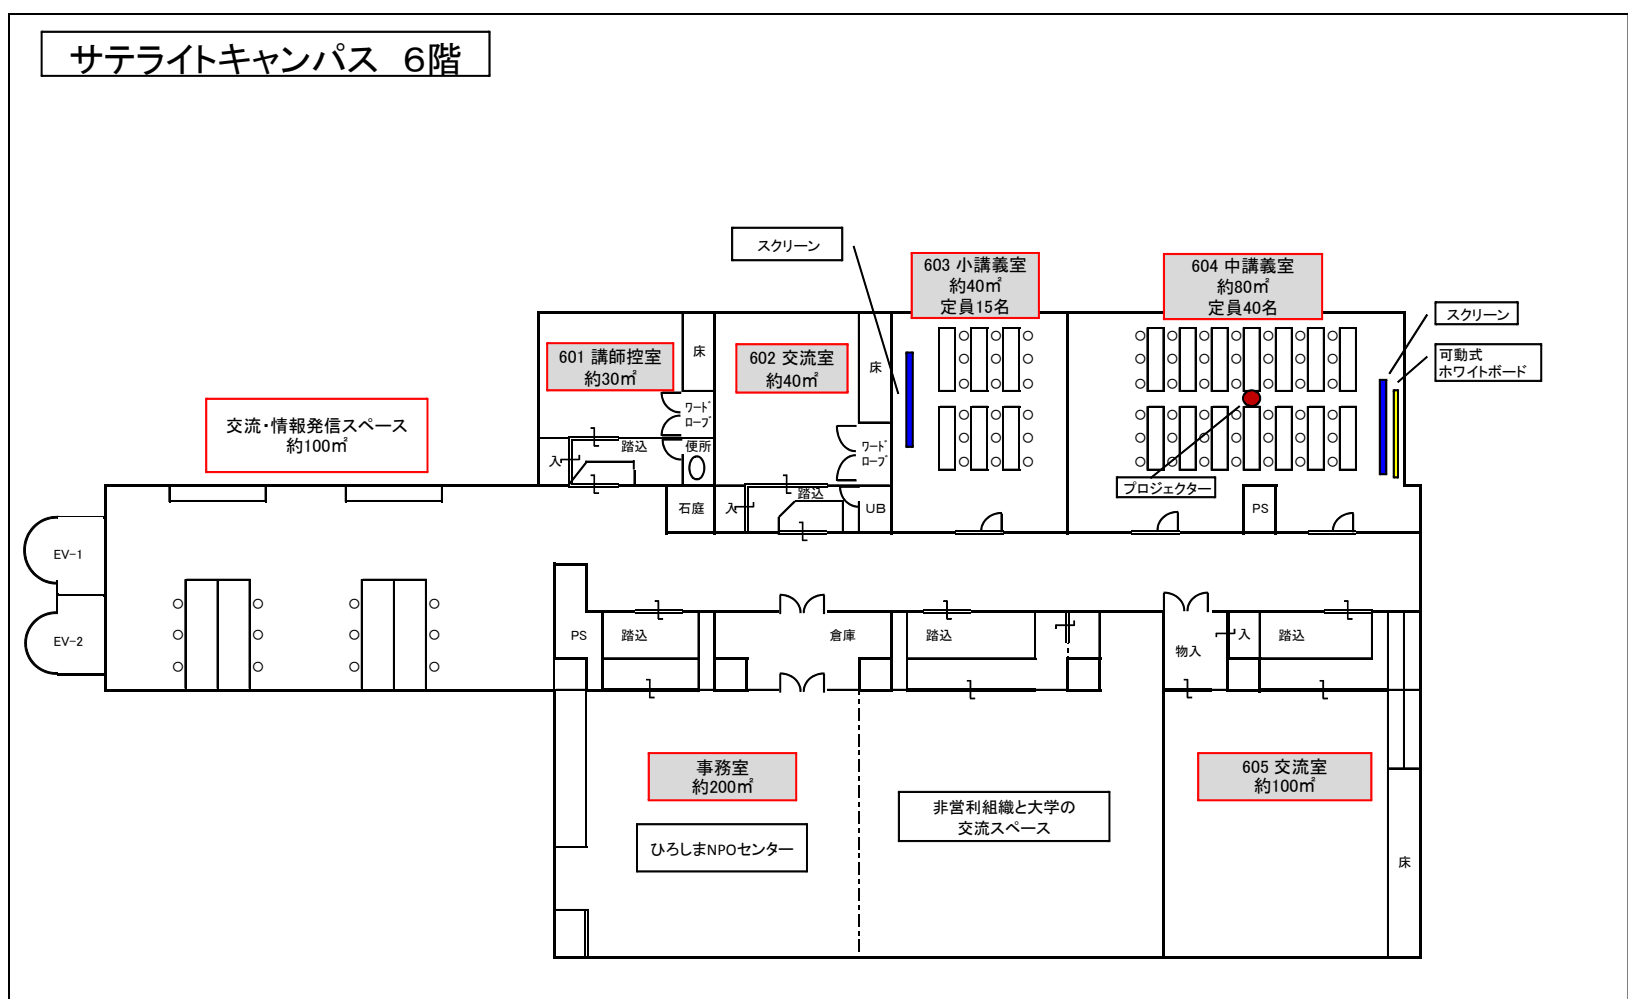 サテライトキャンパス 6階
スクリーン
603 小講義室
約40㎡
定員15名
604 中講義室
約80㎡
定員40名
スクリーン
可動式
ホワイトボード
601 講師控室
約30㎡
床
602 交流室
約40㎡
床
交流・情報発信スペース
約100㎡
ワード
ローブ
入
踏込
便所
ワード
ローブ
プロジェクター
石庭
入
踏込
UB
PS
EV-1
EV-2
PS
踏込
倉庫
踏込
物入
入
踏込
事務室
約200㎡
605 交流室
約100㎡
非営利組織と大学の
交流スペース
ひろしまNPOセンター
床